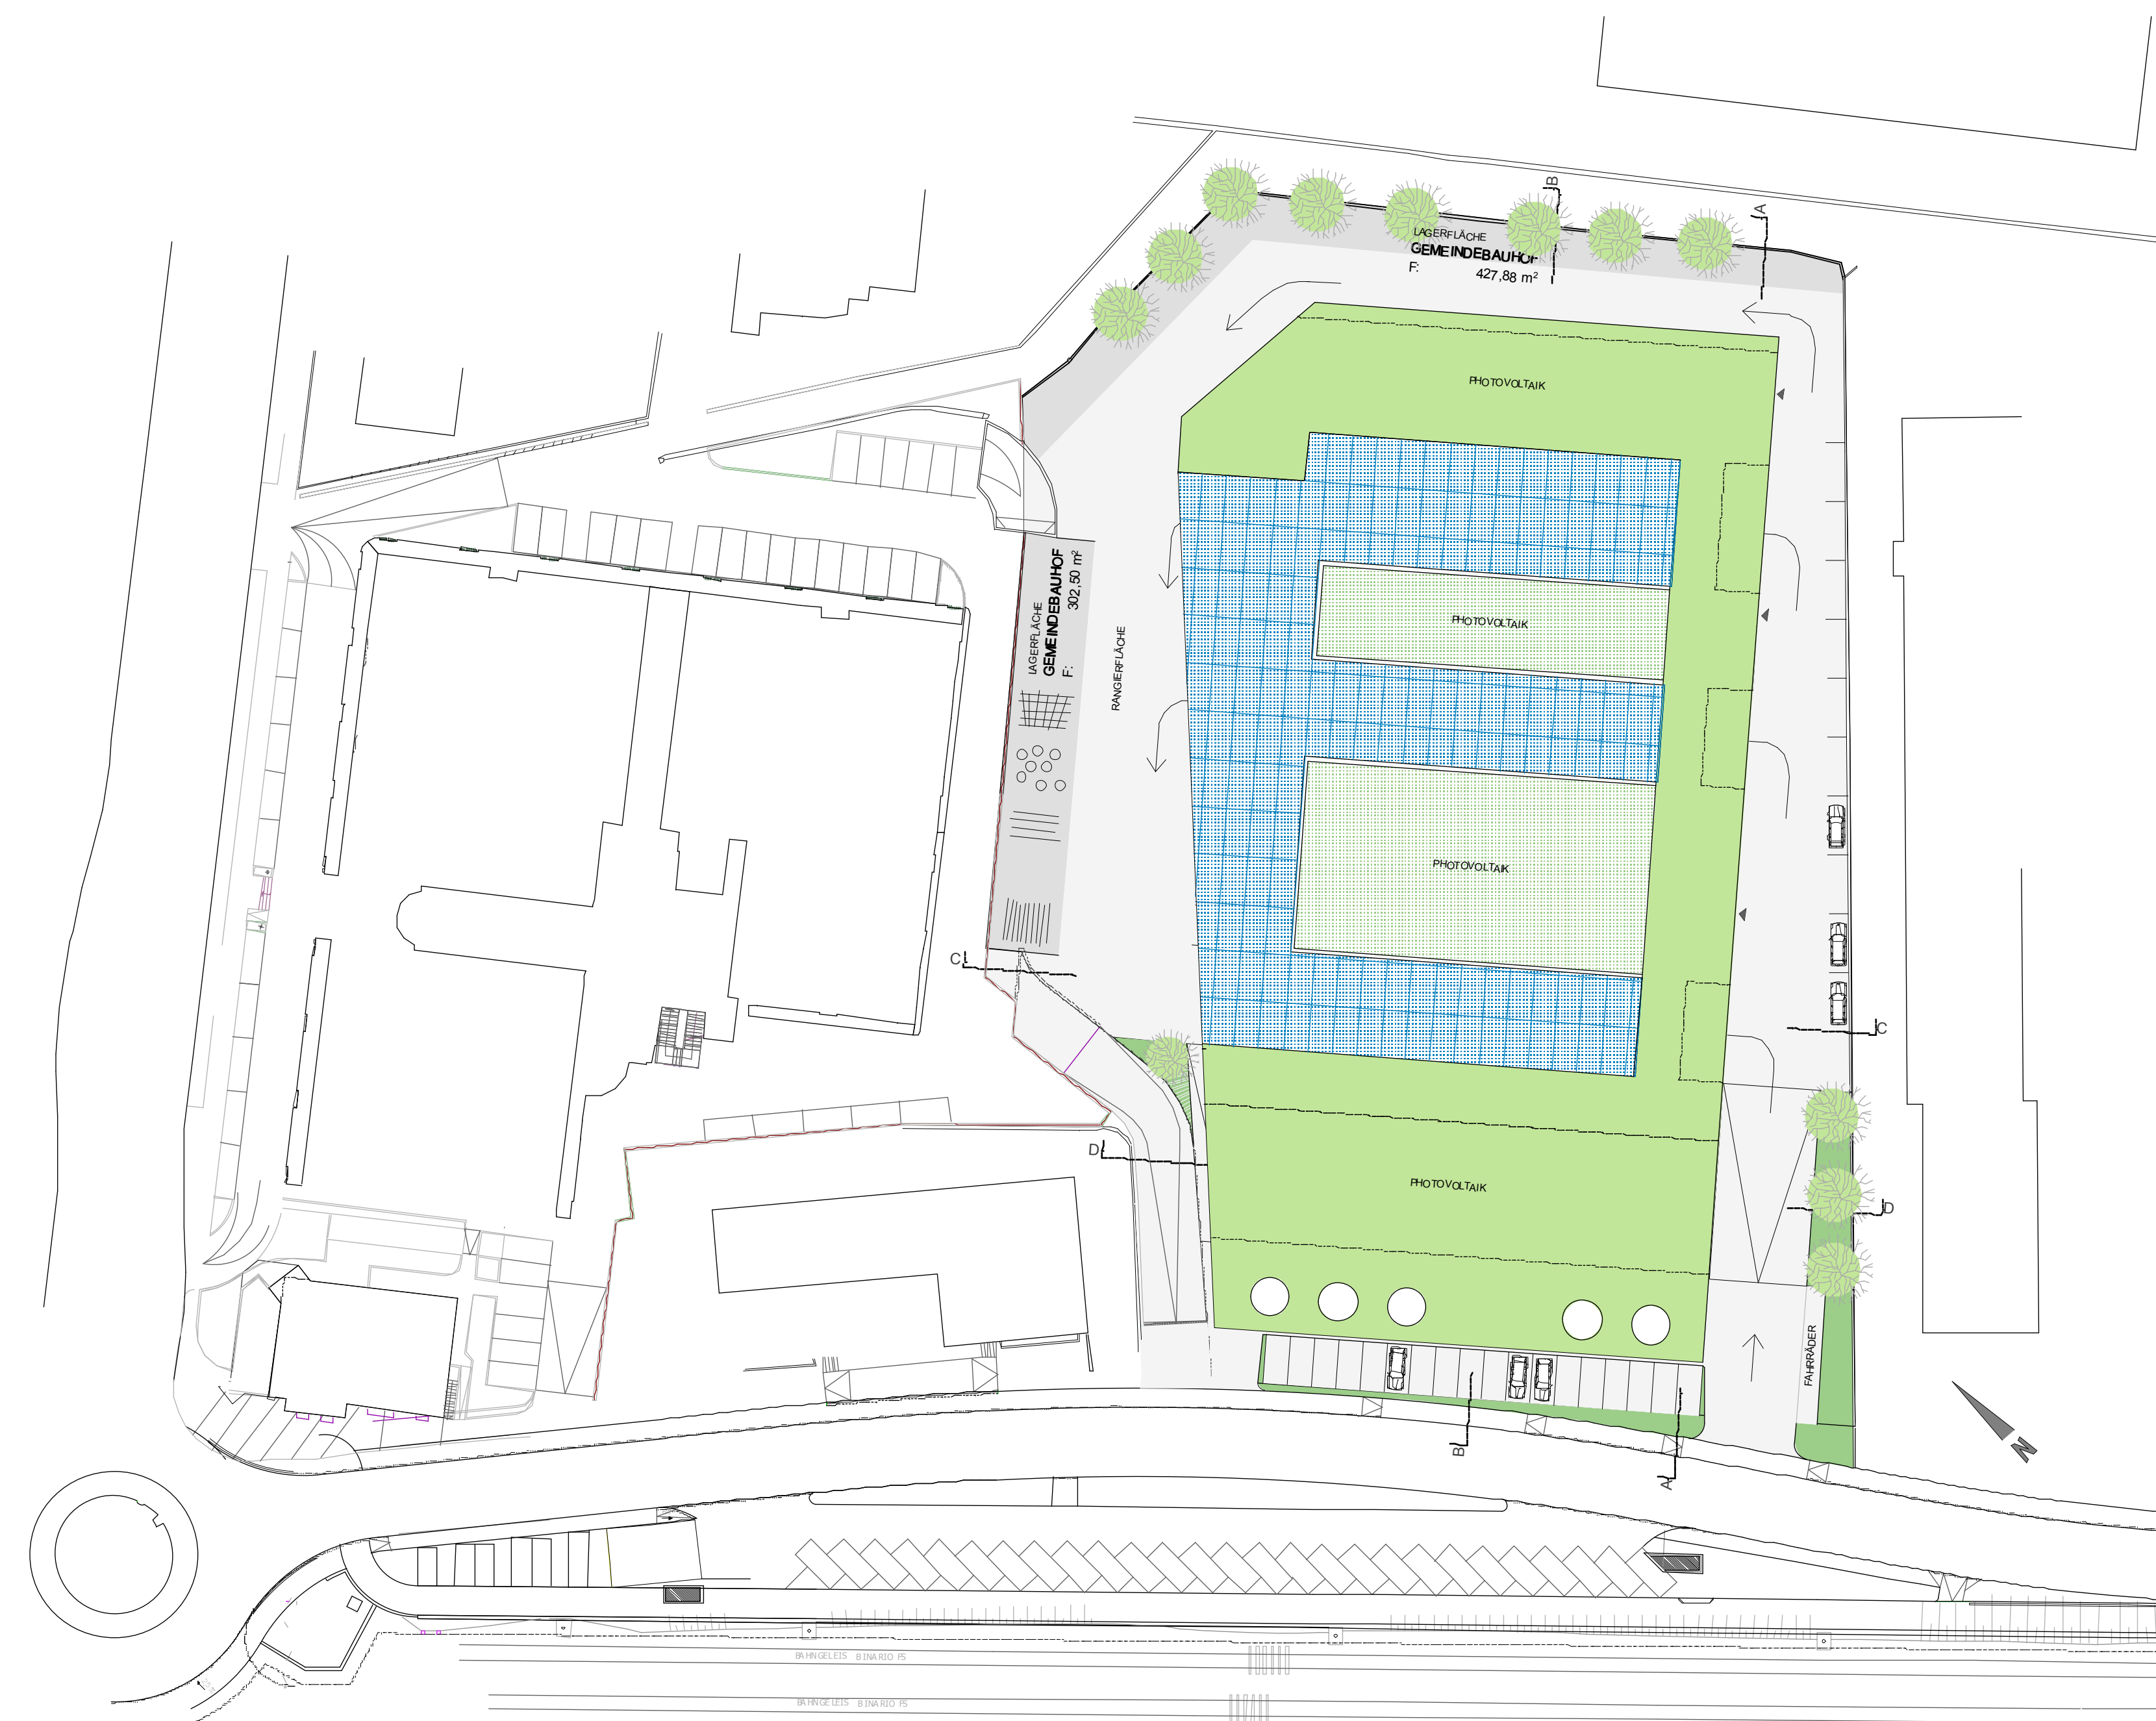 B
A
LAGERFLÄCHE
GEMEINDEBAUHOF
F: 427,88 m²
PHOTOVOLTAIK
LAGERFLÄCHE
GEMEINDEBAUHOF
F: 302,50 m²
RANGIERFLÄCHE
PHOTOVOLTAIK
PHOTOVOLTAIK
C
C
D
PHOTOVOLTAIK
D
FAHRRÄDER
B
A
N
BAHNGELEIS BINARIO FS
BAHNGELEIS BINARIO FS